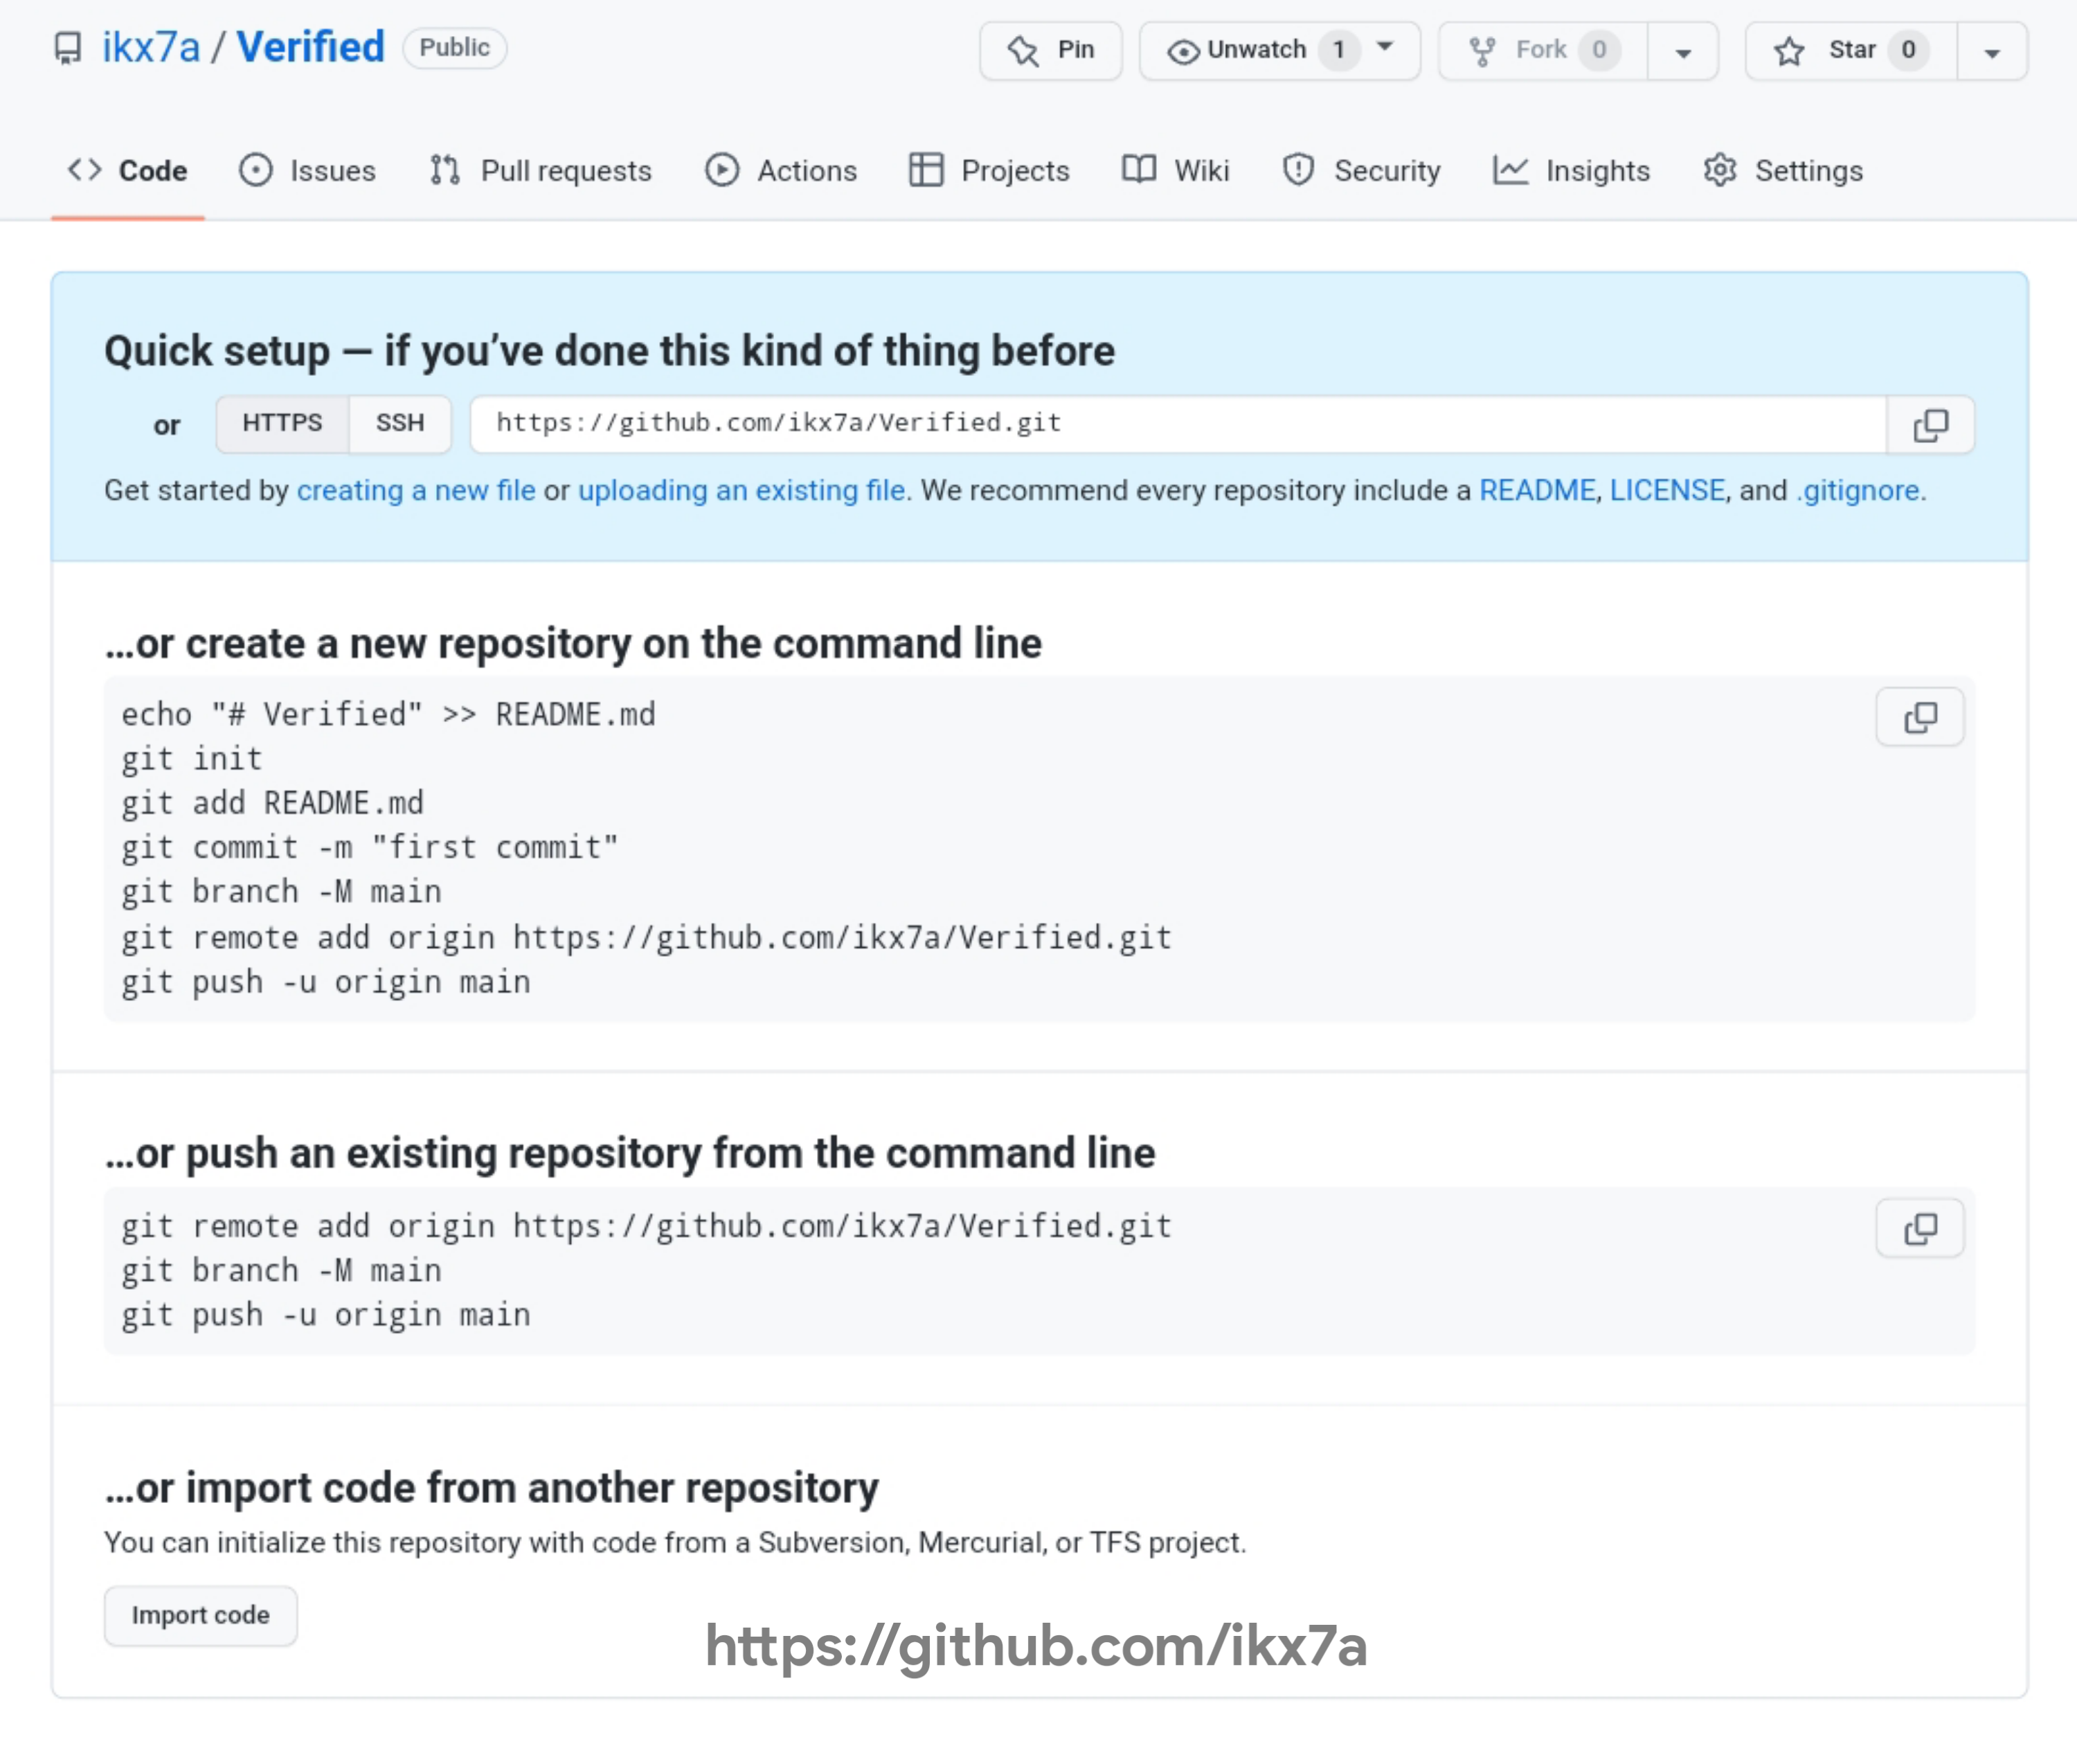 ikx7a / Verified Public
Pin
Unwatch 1
Fork 0
Star 0
Code
Issues
Pull requests
Actions
Projects
Wiki
Security
Insights
Settings
Quick setup — if you’ve done this kind of thing before
or HTTPS SSH https://github.com/ikx7a/Verified.git
Get started by creating a new file or uploading an existing file. We recommend every repository include a README, LICENSE, and .gitignore.
…or create a new repository on the command line
echo "# Verified" >> README.md
git init
git add README.md
git commit -m "first commit"
git branch -M main
git remote add origin https://github.com/ikx7a/Verified.git
git push -u origin main
…or push an existing repository from the command line
git remote add origin https://github.com/ikx7a/Verified.git
git branch -M main
git push -u origin main
…or import code from another repository
You can initialize this repository with code from a Subversion, Mercurial, or TFS project.
Import code
https://github.com/ikx7a